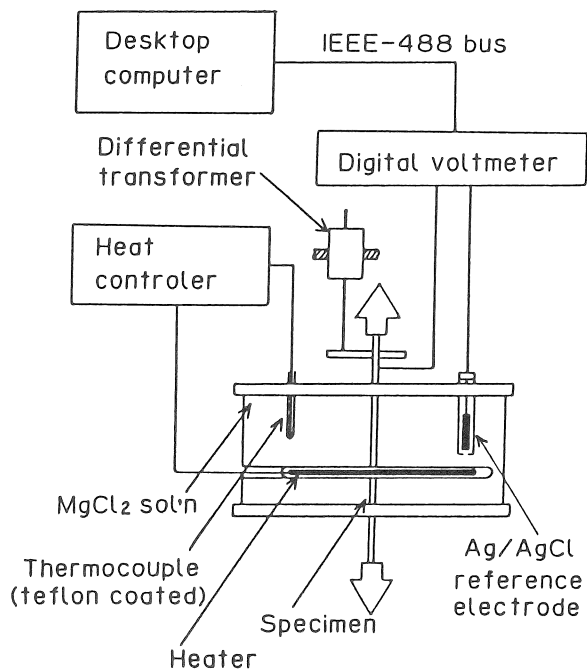 Desktop
computer
IEEE-488 bus
Differential
transformer
Digital voltmeter
Heat
controler
MgCl₂ sol'n
Thermocouple
(teflon coated)
Heater
Specimen
Ag/AgCl
reference
electrode